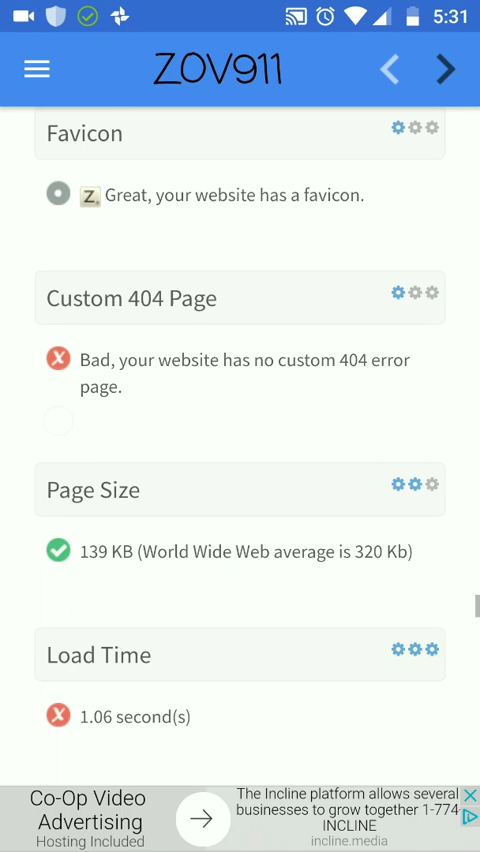 5:31
ZOV911
Favicon
Z. Great, your website has a favicon.
Custom 404 Page
Bad, your website has no custom 404 error
page.
Page Size
139 KB (World Wide Web average is 320 Kb)
Load Time
1.06 second(s)
Co-Op Video
Advertising
Hosting Included
The Incline platform allows several
businesses to grow together 1-774-
INCLINE
incline.media